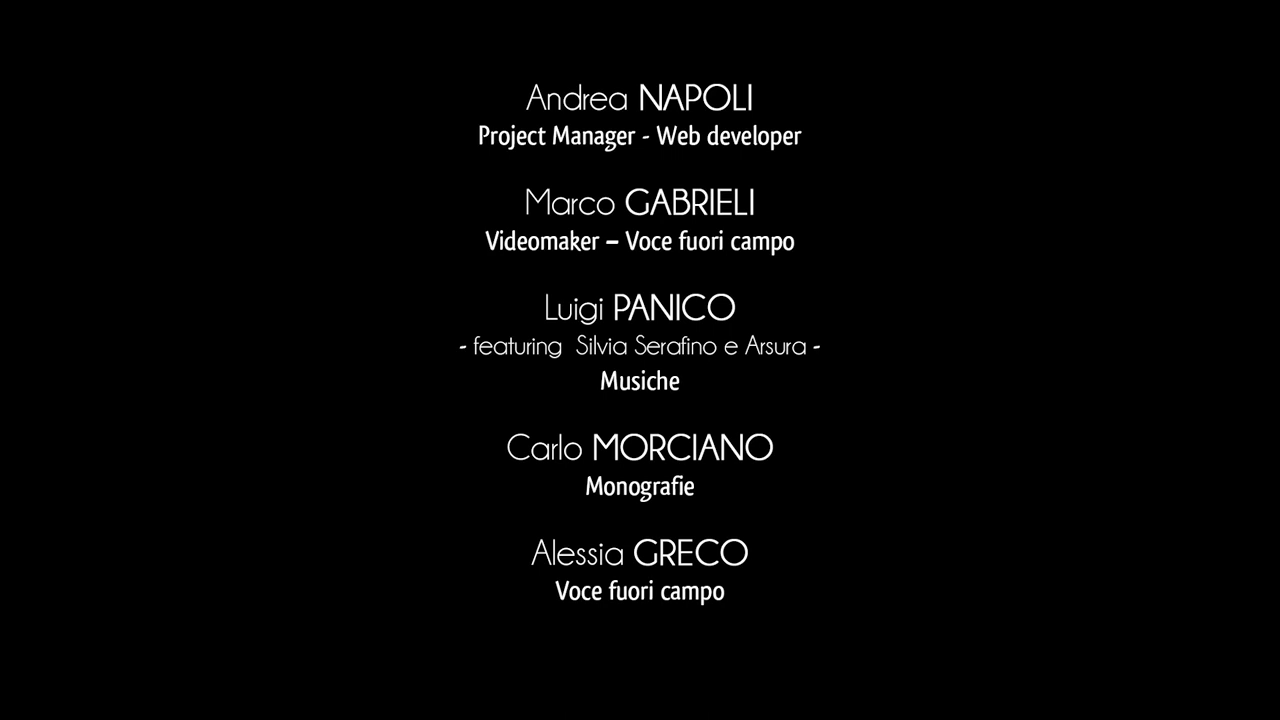 Andrea NAPOLI
Project Manager - Web developer
Marco GABRIELI
Videomaker – Voce fuori campo
Luigi PANICO
- featuring Silvia Serafino e Arsura -
Musiche
Carlo MORCIANO
Monografie
Alessia GRECO
Voce fuori campo